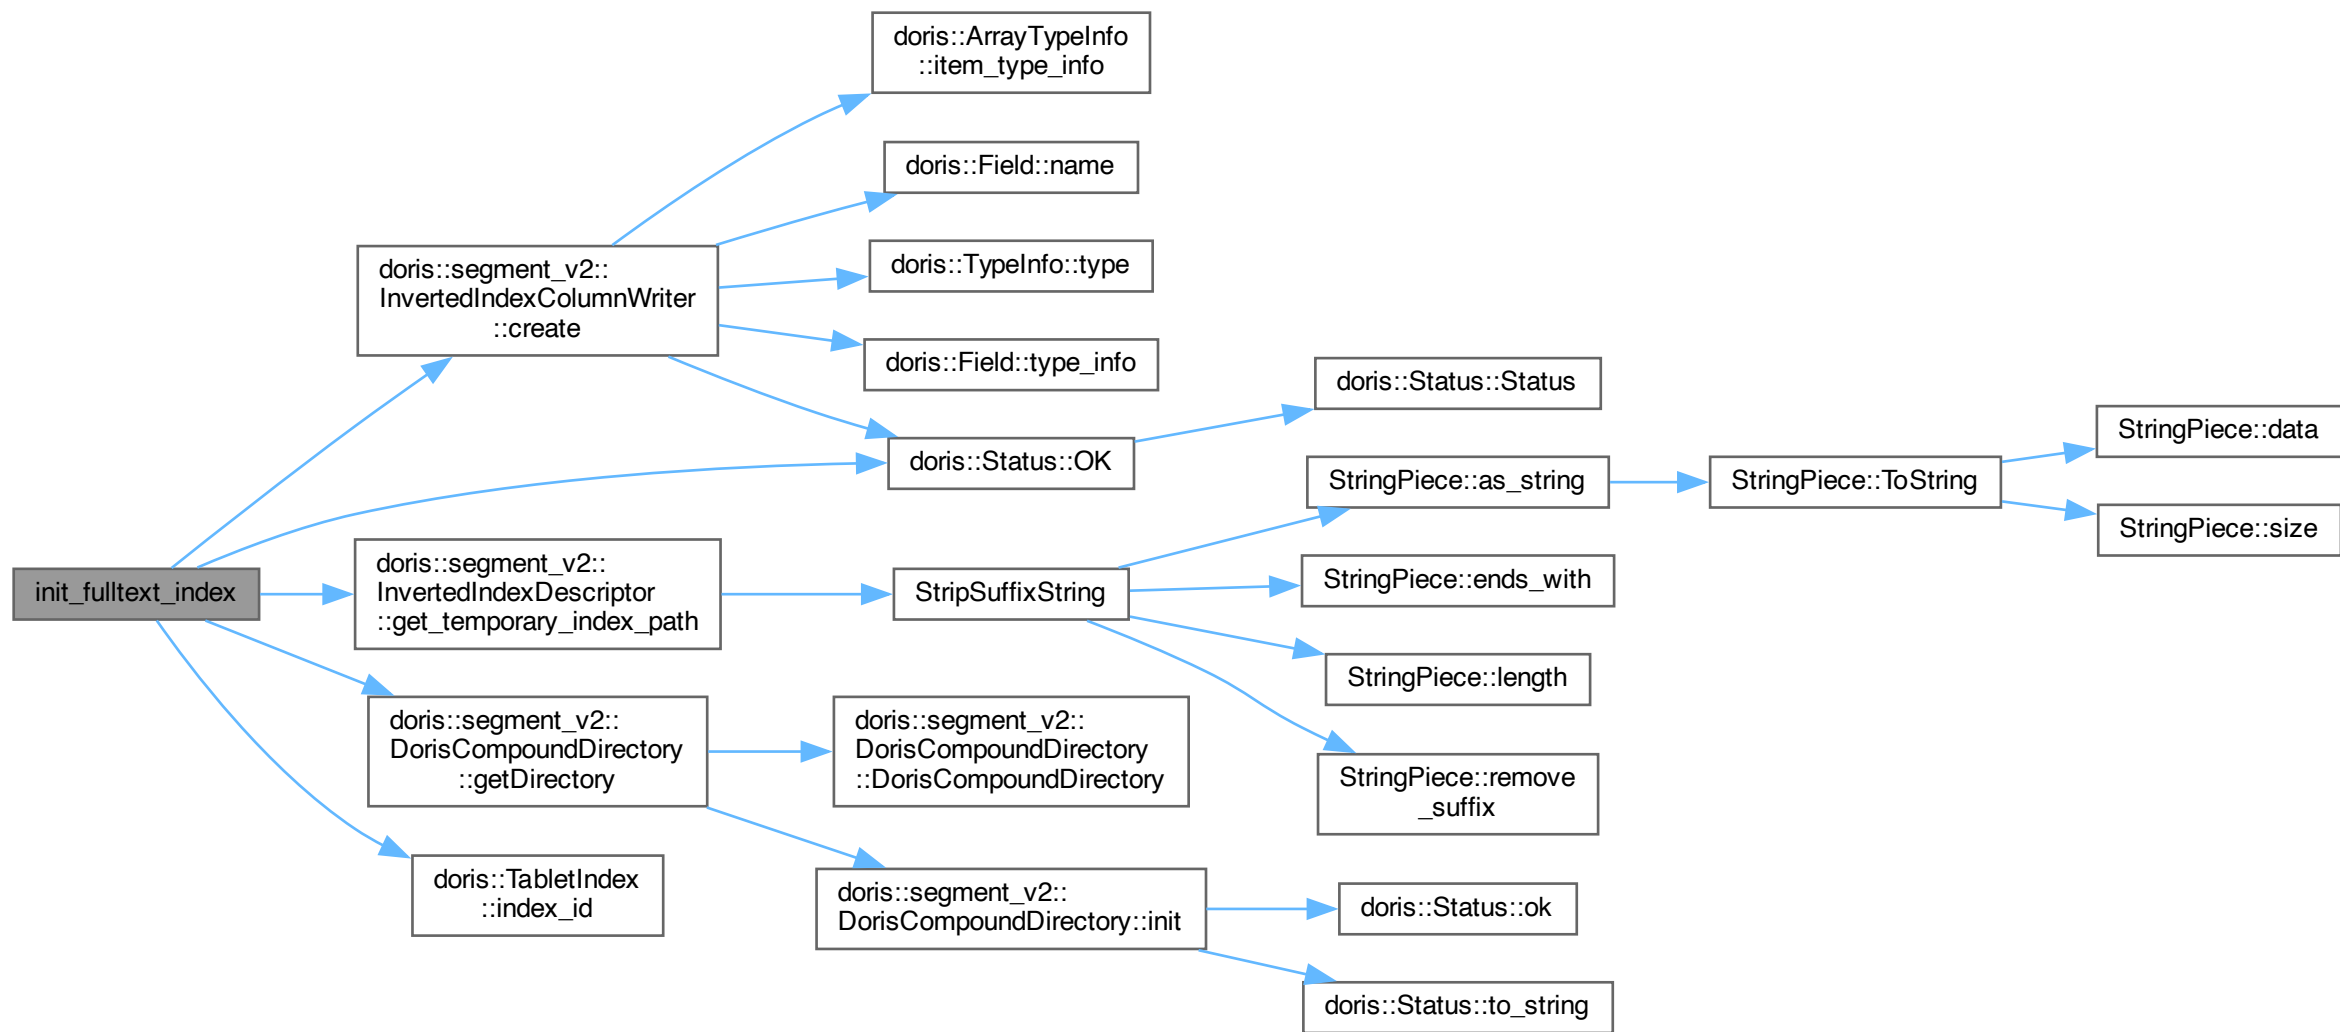 init_fulltext_index
doris::segment_v2::
InvertedIndexColumnWriter
::create
doris::ArrayTypeInfo
::item_type_info
doris::Field::name
doris::TypeInfo::type
doris::Field::type_info
doris::Status::OK
doris::Status::Status
doris::segment_v2::
InvertedIndexDescriptor
::get_temporary_index_path
StripSuffixString
StringPiece::as_string
StringPiece::ToString
StringPiece::data
StringPiece::size
StringPiece::ends_with
StringPiece::length
StringPiece::remove
_suffix
doris::segment_v2::
DorisCompoundDirectory
::getDirectory
doris::segment_v2::
DorisCompoundDirectory
::DorisCompoundDirectory
doris::segment_v2::
DorisCompoundDirectory::init
doris::Status::ok
doris::Status::to_string
doris::TabletIndex
::index_id